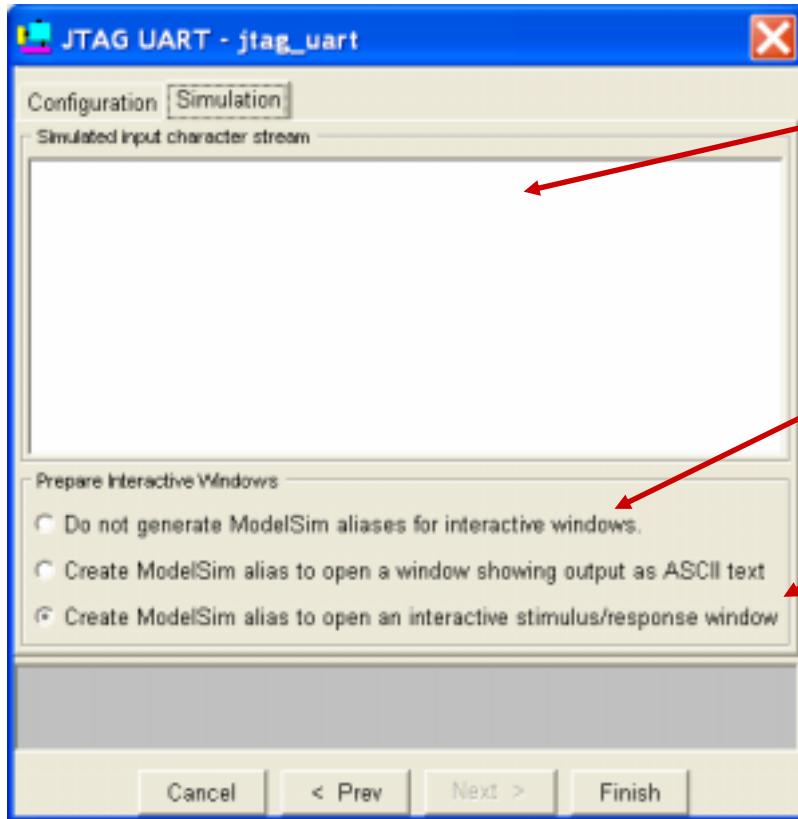 JTAG UART - jtag_uart
Configuration Simulation
Simulated input character stream
Prepare Interactive Windows
Do not generate ModelSim aliases for interactive windows.
Create ModelSim alias to open a window showing output as ASCII text
Create ModelSim alias to open an interactive stimulus/response window
Cancel < Prev Next > Finish